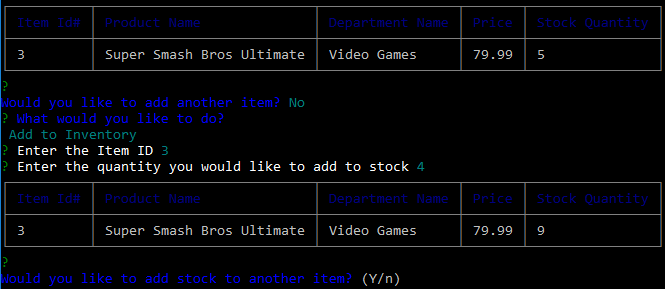 Item Id# Product Name Department Name Price Stock Quantity
3 Super Smash Bros Ultimate Video Games 79.99 5
?
Would you like to add another item? No
? What would you like to do?
Add to Inventory
? Enter the Item ID 3
? Enter the quantity you would like to add to stock 4
Item Id# Product Name Department Name Price Stock Quantity
3 Super Smash Bros Ultimate Video Games 79.99 9
?
Would you like to add stock to another item? (Y/n)